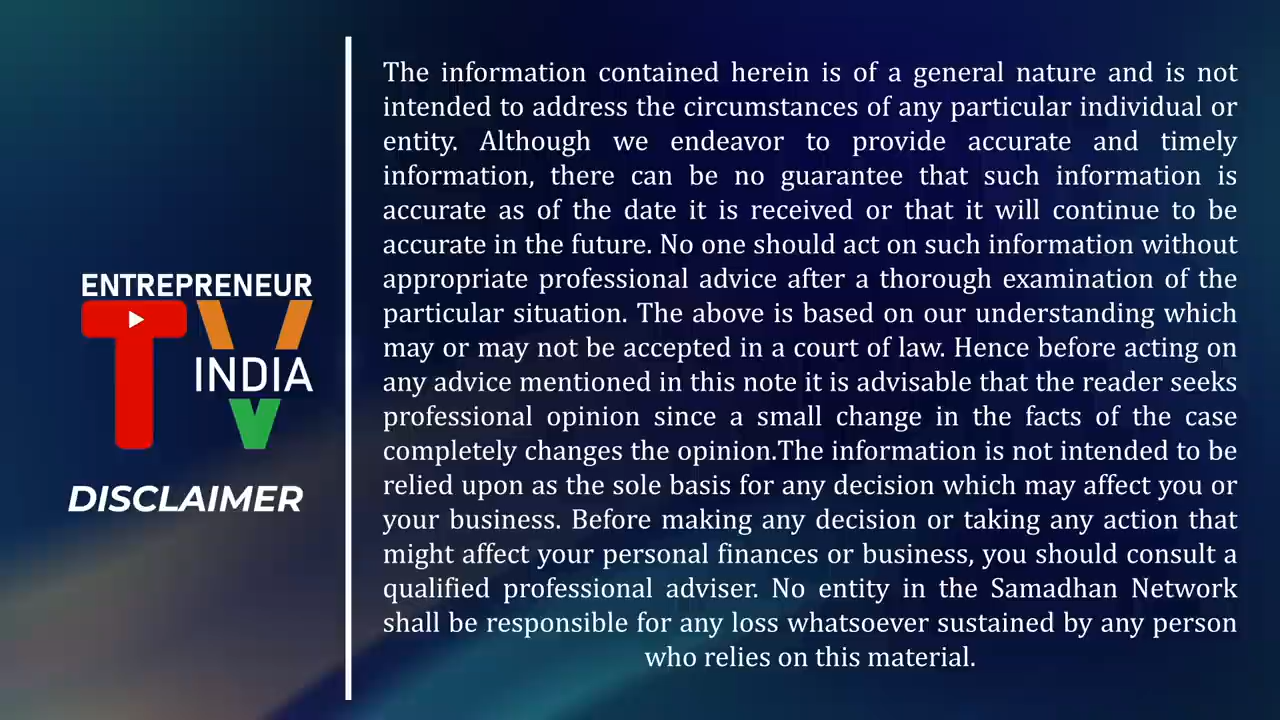 ENTREPRENEUR
TV
INDIA
DISCLAIMER
The information contained herein is of a general nature and is not
intended to address the circumstances of any particular individual or
entity. Although we endeavor to provide accurate and timely
information, there can be no guarantee that such information is
accurate as of the date it is received or that it will continue to be
accurate in the future. No one should act on such information without
appropriate professional advice after a thorough examination of the
particular situation. The above is based on our understanding which
may or may not be accepted in a court of law. Hence before acting on
any advice mentioned in this note it is advisable that the reader seeks
professional opinion since a small change in the facts of the case
completely changes the opinion.The information is not intended to be
relied upon as the sole basis for any decision which may affect you or
your business. Before making any decision or taking any action that
might affect your personal finances or business, you should consult a
qualified professional adviser. No entity in the Samadhan Network
shall be responsible for any loss whatsoever sustained by any person
who relies on this material.